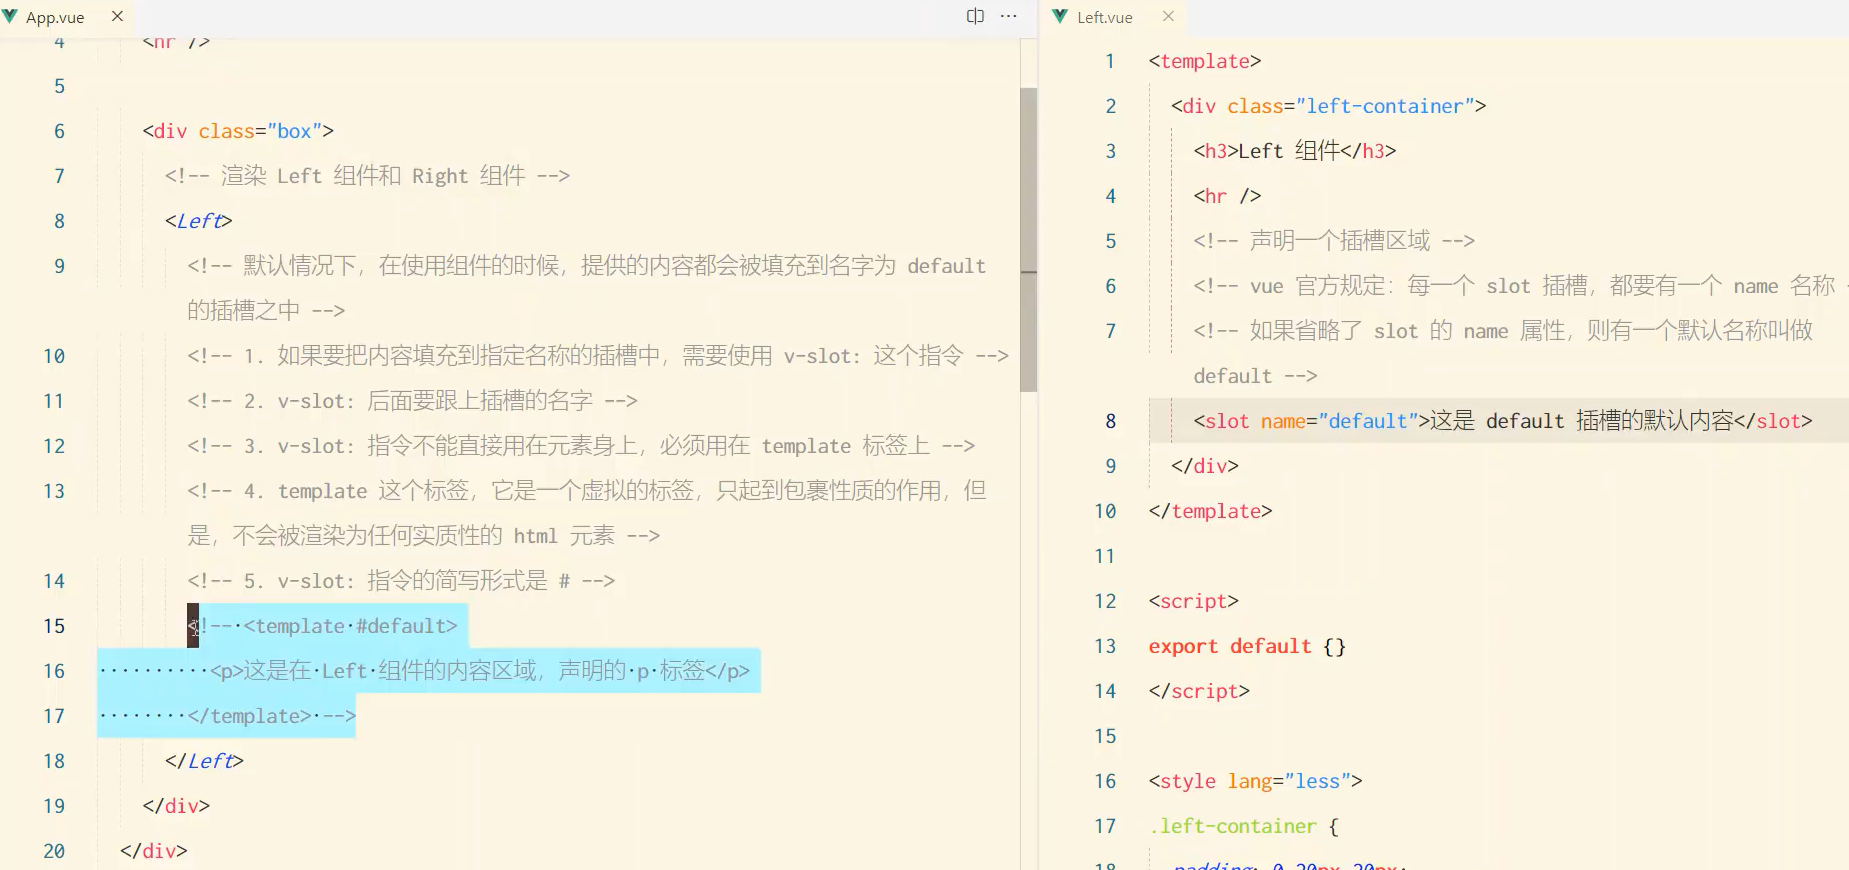 App.vue
4 <hr />
5
6 <div class="box">
7 <!-- 渲染 Left 组件和 Right 组件 -->
8 <Left>
9 <!-- 默认情况下，在使用组件的时候，提供的内容都会被填充到名字为 default
的插槽之中 -->
10 <!-- 1. 如果要把内容填充到指定名称的插槽中，需要使用 v-slot: 这个指令 -->
11 <!-- 2. v-slot: 后面要跟上插槽的名字 -->
12 <!-- 3. v-slot: 指令不能直接用在元素身上，必须用在 template 标签上 -->
13 <!-- 4. template 这个标签，它是一个虚拟的标签，只起到包裹性质的作用，但
是，不会被渲染为任何实质性的 html 元素 -->
14 <!-- 5. v-slot: 指令的简写形式是 # -->
15 <!-- <template #default>
16 <p>这是在 Left 组件的内容区域，声明的 p 标签</p>
17 </template> -->
18 </Left>
19 </div>
20 </div>
Left.vue
1 <template>
2 <div class="left-container">
3 <h3>Left 组件</h3>
4 <hr />
5 <!-- 声明一个插槽区域 -->
6 <!-- vue 官方规定：每一个 slot 插槽，都要有一个 name 名称
7 <!-- 如果省略了 slot 的 name 属性，则有一个默认名称叫做
default -->
8 <slot name="default">这是 default 插槽的默认内容</slot>
9 </div>
10 </template>
11
12 <script>
13 export default {}
14 </script>
15
16 <style lang="less">
17 .left-container {
18 padding: 0 20px 20px;